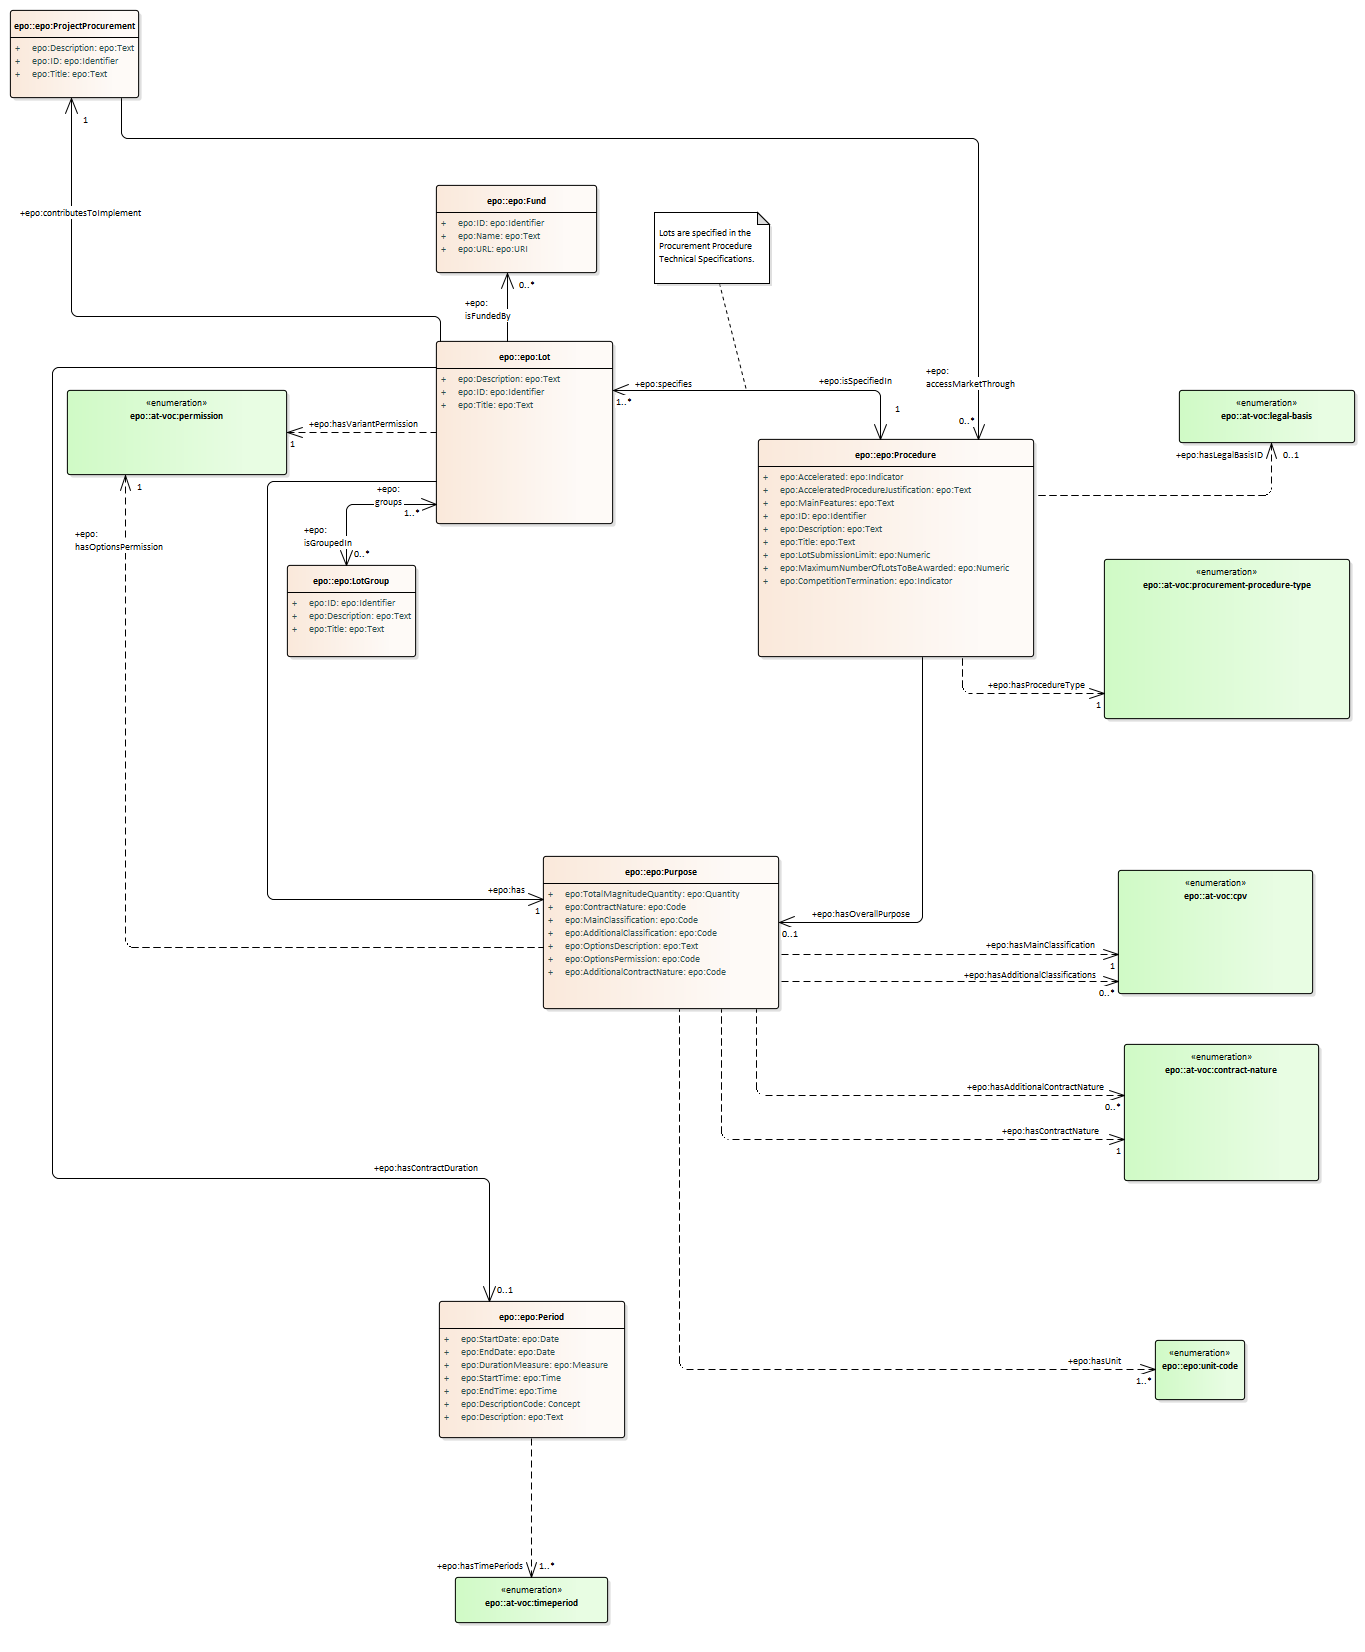 epo::epo:ProjectProcurement
+ epo:Description: epo:Text
+ epo:ID: epo:Identifier
+ epo:Title: epo:Text
1
+epo:contributesToImplement
epo::epo:Fund
+ epo:ID: epo:Identifier
+ epo:Name: epo:Text
+ epo:URL: epo:URI
Lots are specified in the
Procurement Procedure
Technical Specifications.
0..*
+epo:
isFundedBy
epo::epo:Lot
+ epo:Description: epo:Text
+ epo:ID: epo:Identifier
+ epo:Title: epo:Text
+epo:specifies
1..*
+epo:isSpecifiedIn
1
+epo:
accessMarketThrough
0..*
«enumeration»
epo::at-voc:permission
+epo:hasVariantPermission
1
«enumeration»
epo::at-voc:legal-basis
+epo:hasLegalBasisID
0..1
epo::epo:Procedure
+ epo:Accelerated: epo:Indicator
+ epo:AcceleratedProcedureJustification: epo:Text
+ epo:MainFeatures: epo:Text
+ epo:ID: epo:Identifier
+ epo:Description: epo:Text
+ epo:Title: epo:Text
+ epo:LotSubmissionLimit: epo:Numeric
+ epo:MaximumNumberOfLotsToBeAwarded: epo:Numeric
+ epo:CompetitionTermination: epo:Indicator
1
+epo:
hasOptionsPermission
+epo:
groups
1..*
+epo:
isGroupedIn
0..*
epo::epo:LotGroup
+ epo:ID: epo:Identifier
+ epo:Description: epo:Text
+ epo:Title: epo:Text
«enumeration»
epo::at-voc:procurement-procedure-type
+epo:hasProcedureType
1
+epo:has
1
epo::epo:Purpose
+ epo:TotalMagnitudeQuantity: epo:Quantity
+ epo:ContractNature: epo:Code
+ epo:MainClassification: epo:Code
+ epo:AdditionalClassification: epo:Code
+ epo:OptionsDescription: epo:Text
+ epo:OptionsPermission: epo:Code
+ epo:AdditionalContractNature: epo:Code
+epo:hasOverallPurpose
0..1
«enumeration»
epo::at-voc:cpv
+epo:hasMainClassification
1
+epo:hasAdditionalClassifications
0..*
«enumeration»
epo::at-voc:contract-nature
+epo:hasAdditionalContractNature
0..*
+epo:hasContractNature
1
+epo:hasContractDuration
0..1
epo::epo:Period
+ epo:StartDate: epo:Date
+ epo:EndDate: epo:Date
+ epo:DurationMeasure: epo:Measure
+ epo:StartTime: epo:Time
+ epo:EndTime: epo:Time
+ epo:DescriptionCode: Concept
+ epo:Description: epo:Text
+epo:hasUnit
1..*
«enumeration»
epo::epo:unit-code
+epo:hasTimePeriods
1..*
«enumeration»
epo::at-voc:timeperiod